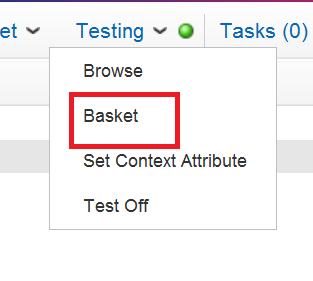 et Testing Tasks (0)
Browse
Basket
Set Context Attribute
Test Off